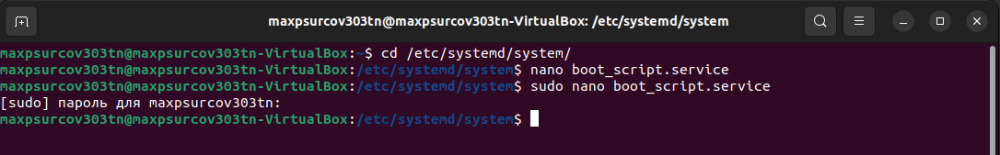 maxpsurcov303tn@maxpsurcov303tn-VirtualBox: /etc/systemd/system
maxpsurcov303tn@maxpsurcov303tn-VirtualBox:~$ cd /etc/systemd/system/
maxpsurcov303tn@maxpsurcov303tn-VirtualBox:/etc/systemd/system$ nano boot_script.service
maxpsurcov303tn@maxpsurcov303tn-VirtualBox:/etc/systemd/system$ sudo nano boot_script.service
[sudo] пароль для maxpsurcov303tn:
maxpsurcov303tn@maxpsurcov303tn-VirtualBox:/etc/systemd/system$